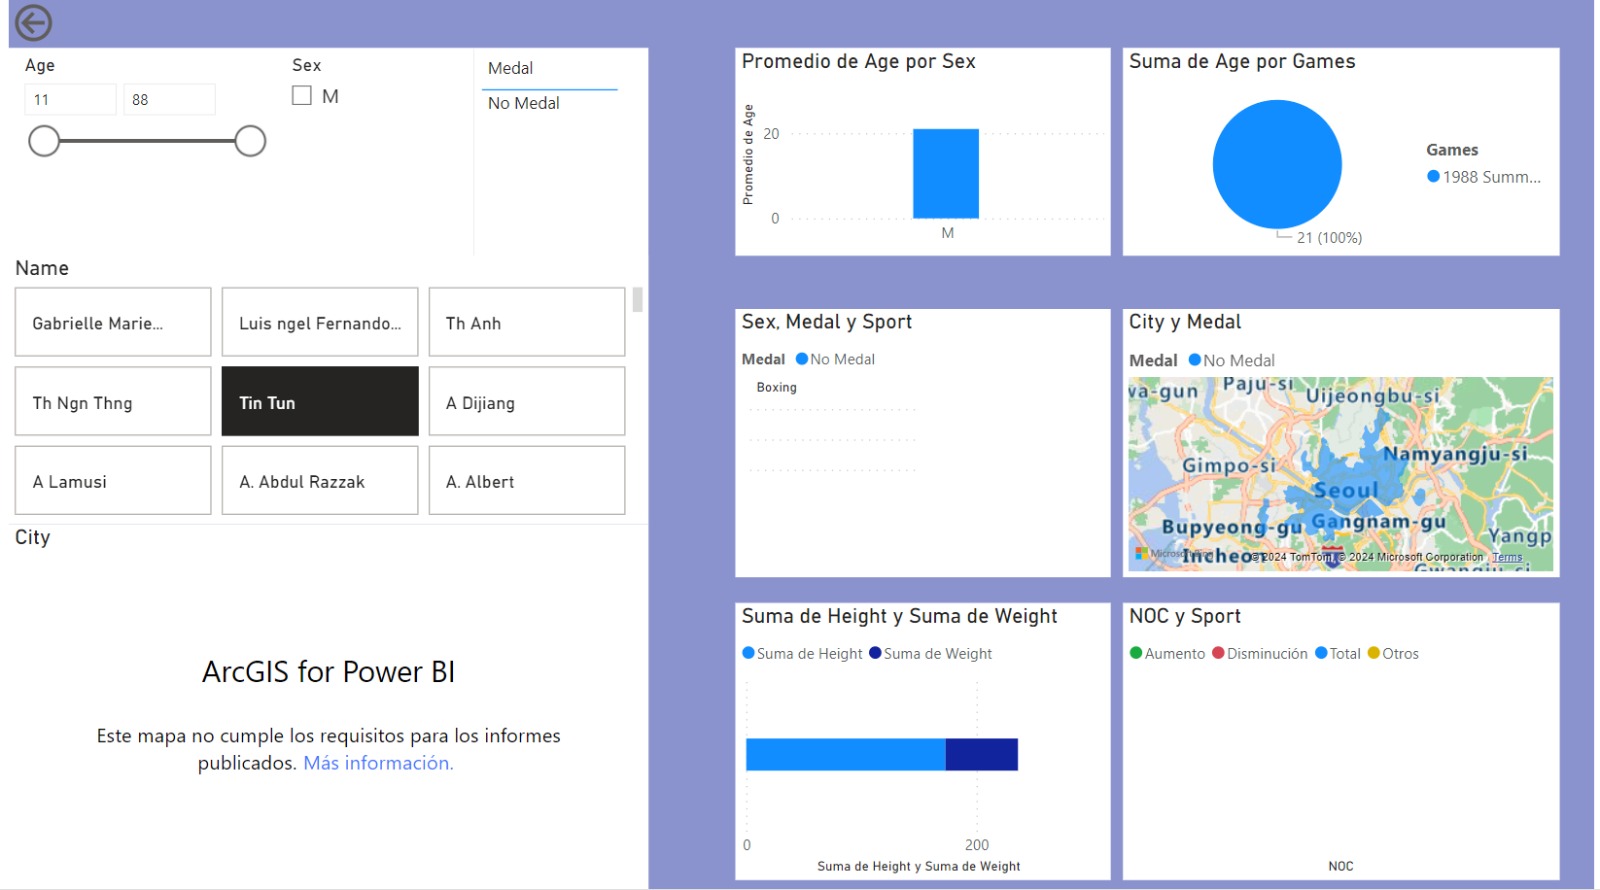 Age
11
88
Sex
M
Medal
No Medal
Name
Gabrielle Marie...
Luis ngel Fernando...
Th Anh
Th Ngn Thng
Tin Tun
A Dijiang
A Lamusi
A. Abdul Razzak
A. Albert
City
ArcGIS for Power BI
Este mapa no cumple los requisitos para los informes
publicados. Más información.
Promedio de Age por Sex
Promedio de Age
20
0
M
Suma de Age por Games
Games
1988 Summ...
21 (100%)
Sex, Medal y Sport
Medal No Medal
Boxing
City y Medal
Medal No Medal
wa-gun
Paju-si
Uijeongbu-si
Namyangju-si
Gimpo-si
Seoul
Bupyeong-gu
Gangnam-gu
Yangp
Incheon
Microsoft
© 2024 TomTom, © 2024 Microsoft Corporation Terms
Gwangju-si
Suma de Height y Suma de Weight
Suma de Height Suma de Weight
0
200
Suma de Height y Suma de Weight
NOC y Sport
Aumento Disminución Total Otros
NOC